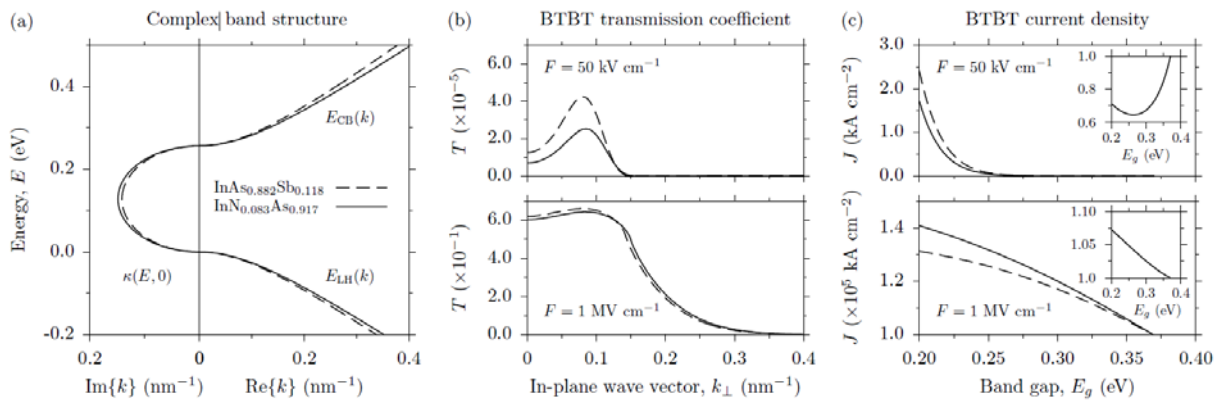 (a) Complex band structure
Energy, E (eV)
0.4
0.2
0.0
-0.2
E_CB(k)
InAs_0.882Sb_0.118
InN_0.083As_0.917
κ(E, 0)
E_LH(k)
0.2 0.1 0 0.2 0.4
Im{k} (nm⁻¹) Re{k} (nm⁻¹)
(b) BTBT transmission coefficient
F = 50 kV cm⁻¹
T (×10⁻⁵)
6.0
4.0
2.0
0.0
T (×10⁻¹)
6.0
4.0
2.0
0.0
F = 1 MV cm⁻¹
0 0.1 0.2 0.3 0.4
In-plane wave vector, k_⊥ (nm⁻¹)
(c) BTBT current density
J (kA cm⁻²)
3.0
2.0
1.0
0.0
F = 50 kV cm⁻¹
1.0
0.8
0.6
0.2 0.3 0.4
E_g (eV)
J (×10⁵ kA cm⁻²)
1.4
1.2
1.0
F = 1 MV cm⁻¹
1.10
1.05
1.00
0.2 0.3 0.4
E_g (eV)
0.20 0.25 0.30 0.35 0.40
Band gap, E_g (eV)